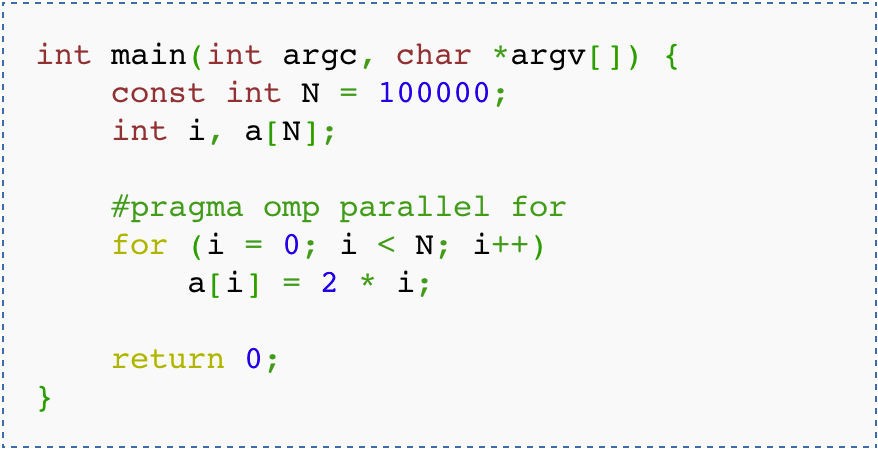 int main(int argc, char *argv[]) {
    const int N = 100000;
    int i, a[N];

    #pragma omp parallel for
    for (i = 0; i < N; i++)
        a[i] = 2 * i;

    return 0;
}